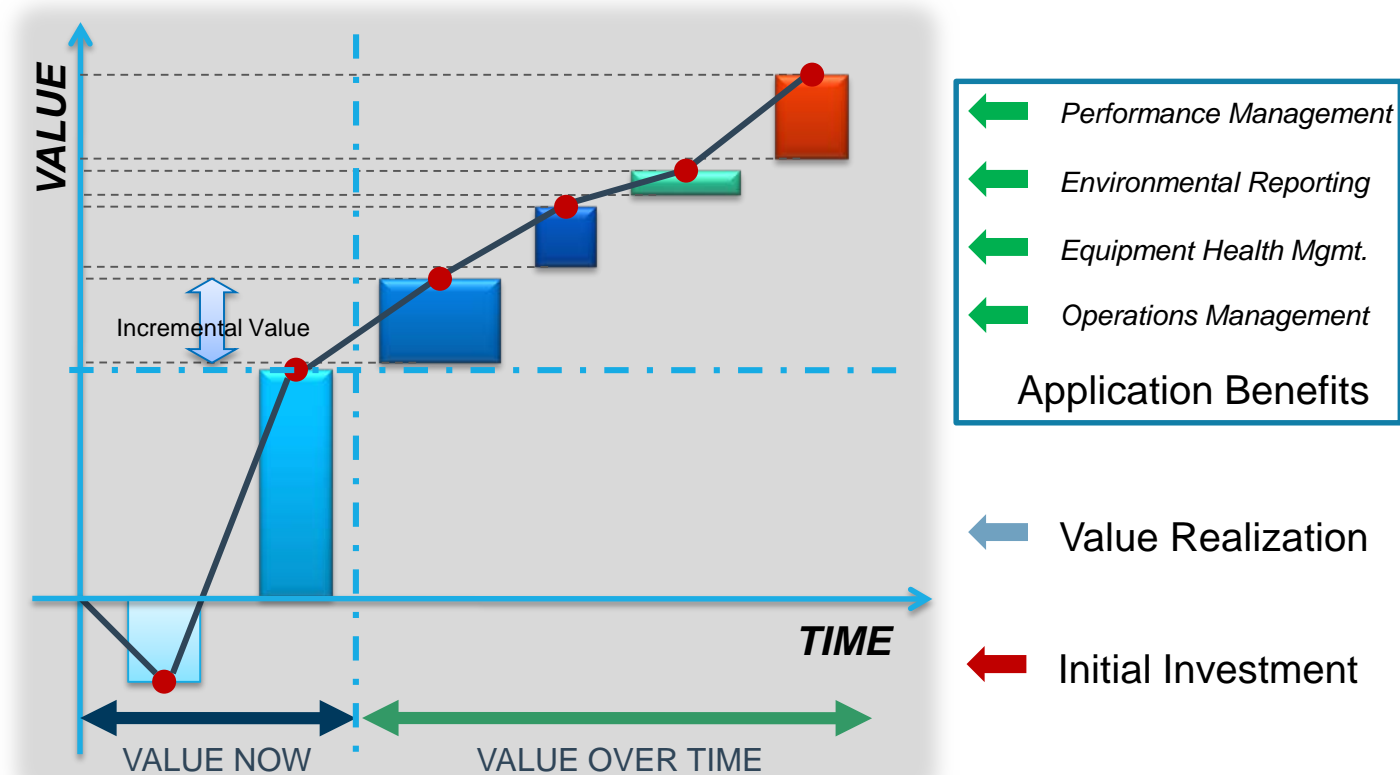 VALUE
Incremental Value
TIME
VALUE NOW
VALUE OVER TIME
Performance Management
Environmental Reporting
Equipment Health Mgmt.
Operations Management
Application Benefits
Value Realization
Initial Investment